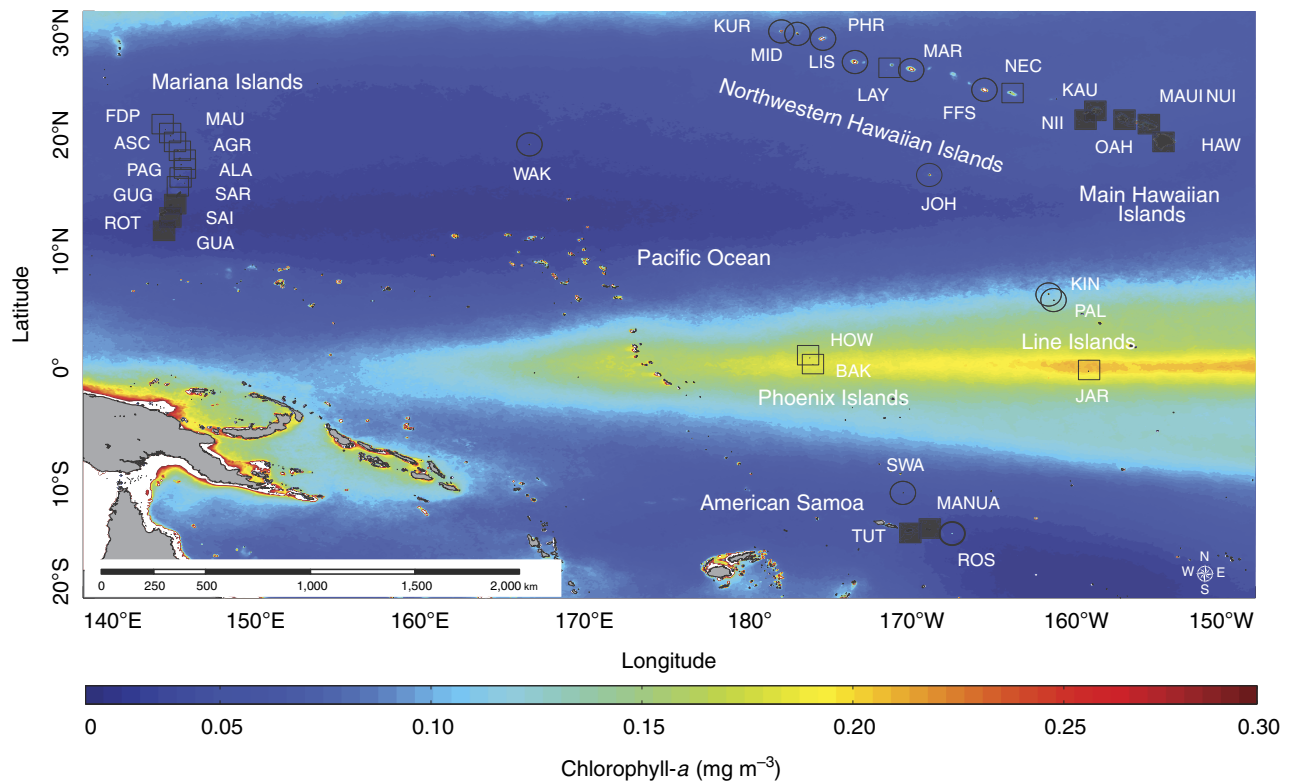 30°N
20°N
10°N
0°
10°S
20°S
Latitude
Mariana Islands
FDP
MAU
ASC
AGR
PAG
ALA
GUG
SAR
ROT
SAI
GUA
WAK
KUR
PHR
MID
LIS
MAR
LAY
NEC
FFS
Northwestern Hawaiian Islands
JOH
KAU
MAUI NUI
NII
OAH
HAW
Main Hawaiian
Islands
Pacific Ocean
KIN
PAL
Line Islands
HOW
BAK
JAR
Phoenix Islands
SWA
American Samoa
MANUA
TUT
ROS
N
W E
S
0 250 500 1,000 1,500 2,000 km
140°E 150°E 160°E 170°E 180° 170°W 160°W 150°W
Longitude
0 0.05 0.10 0.15 0.20 0.25 0.30
Chlorophyll-a (mg m⁻³)